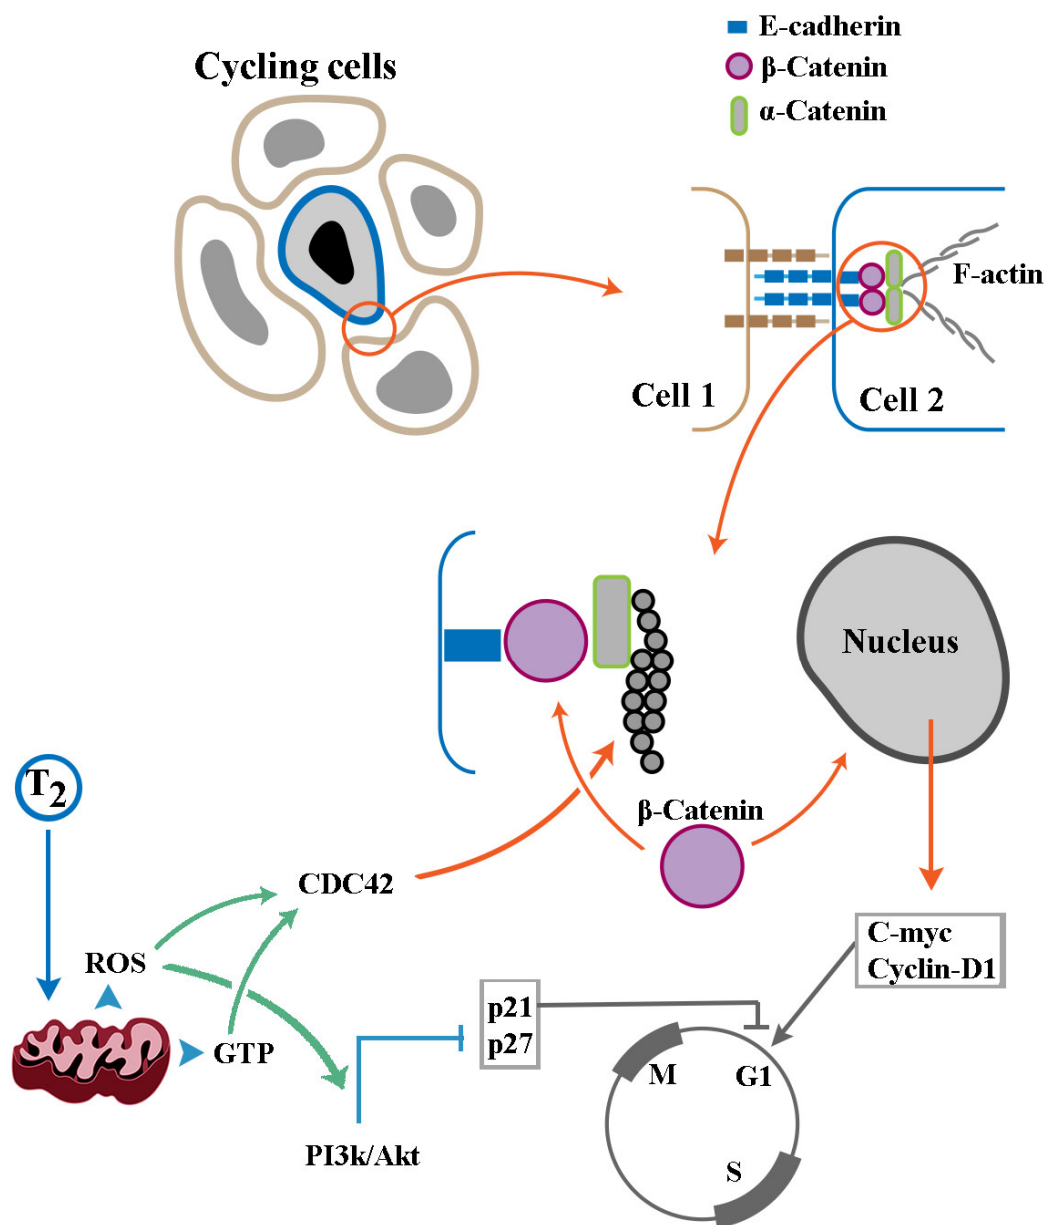 E-cadherin
Cycling cells
β-Catenin
α-Catenin
F-actin
Cell 1
Cell 2
Nucleus
T2
β-Catenin
CDC42
C-myc
Cyclin-D1
ROS
p21
p27
GTP
M
G1
PI3k/Akt
S